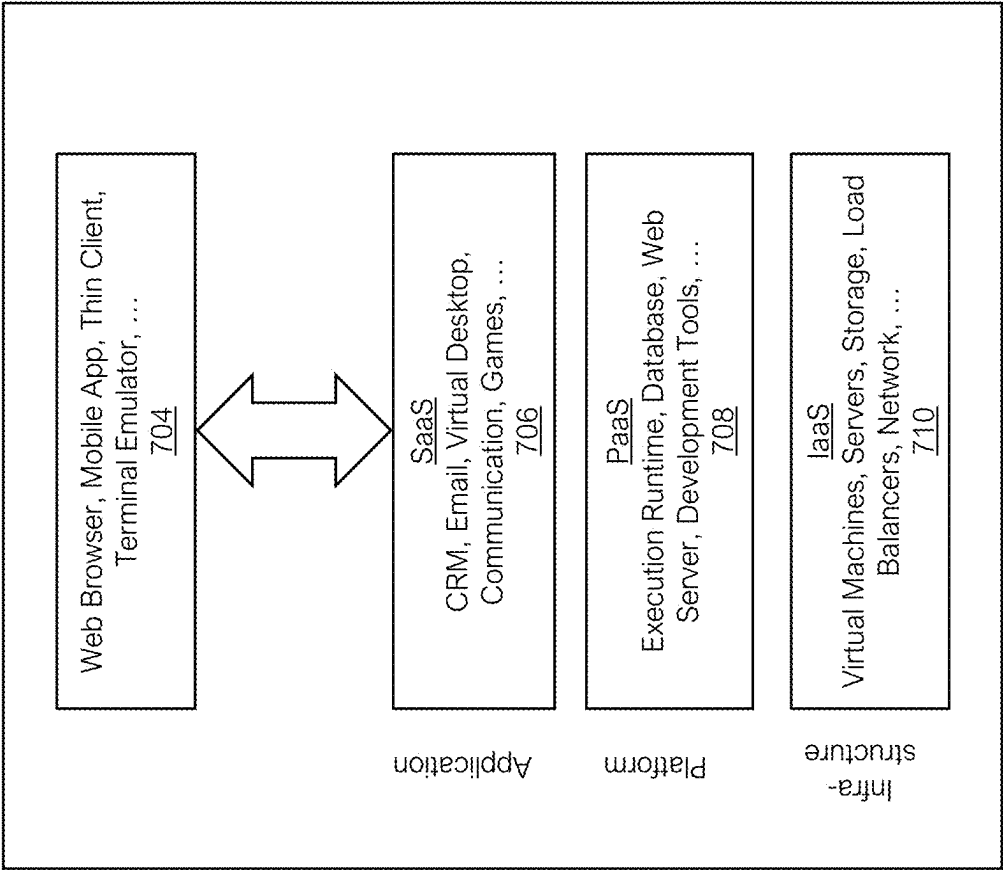 Web Browser, Mobile App, Thin Client,
Terminal Emulator, …
704
SaaS
CRM, Email, Virtual Desktop,
Communication, Games, …
706
Application
PaaS
Execution Runtime, Database, Web
Server, Development Tools, …
708
Platform
IaaS
Virtual Machines, Servers, Storage, Load
Balancers, Network, …
710
Infra-
structure